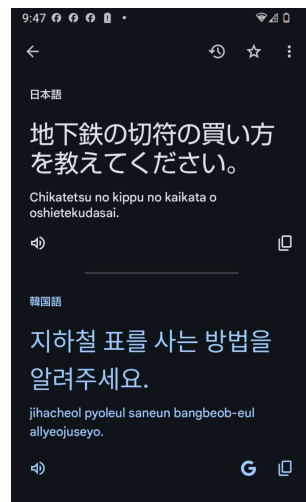 9:47
日本語
地下鉄の切符の買い方
を教えてください。
Chikatetsu no kippu no kaikata o
oshietekudasai.
韓国語
지하철 표를 사는 방법을
알려주세요.
jihacheol pyoleul saneun bangbeob-eul
allyeojuseyo.
G